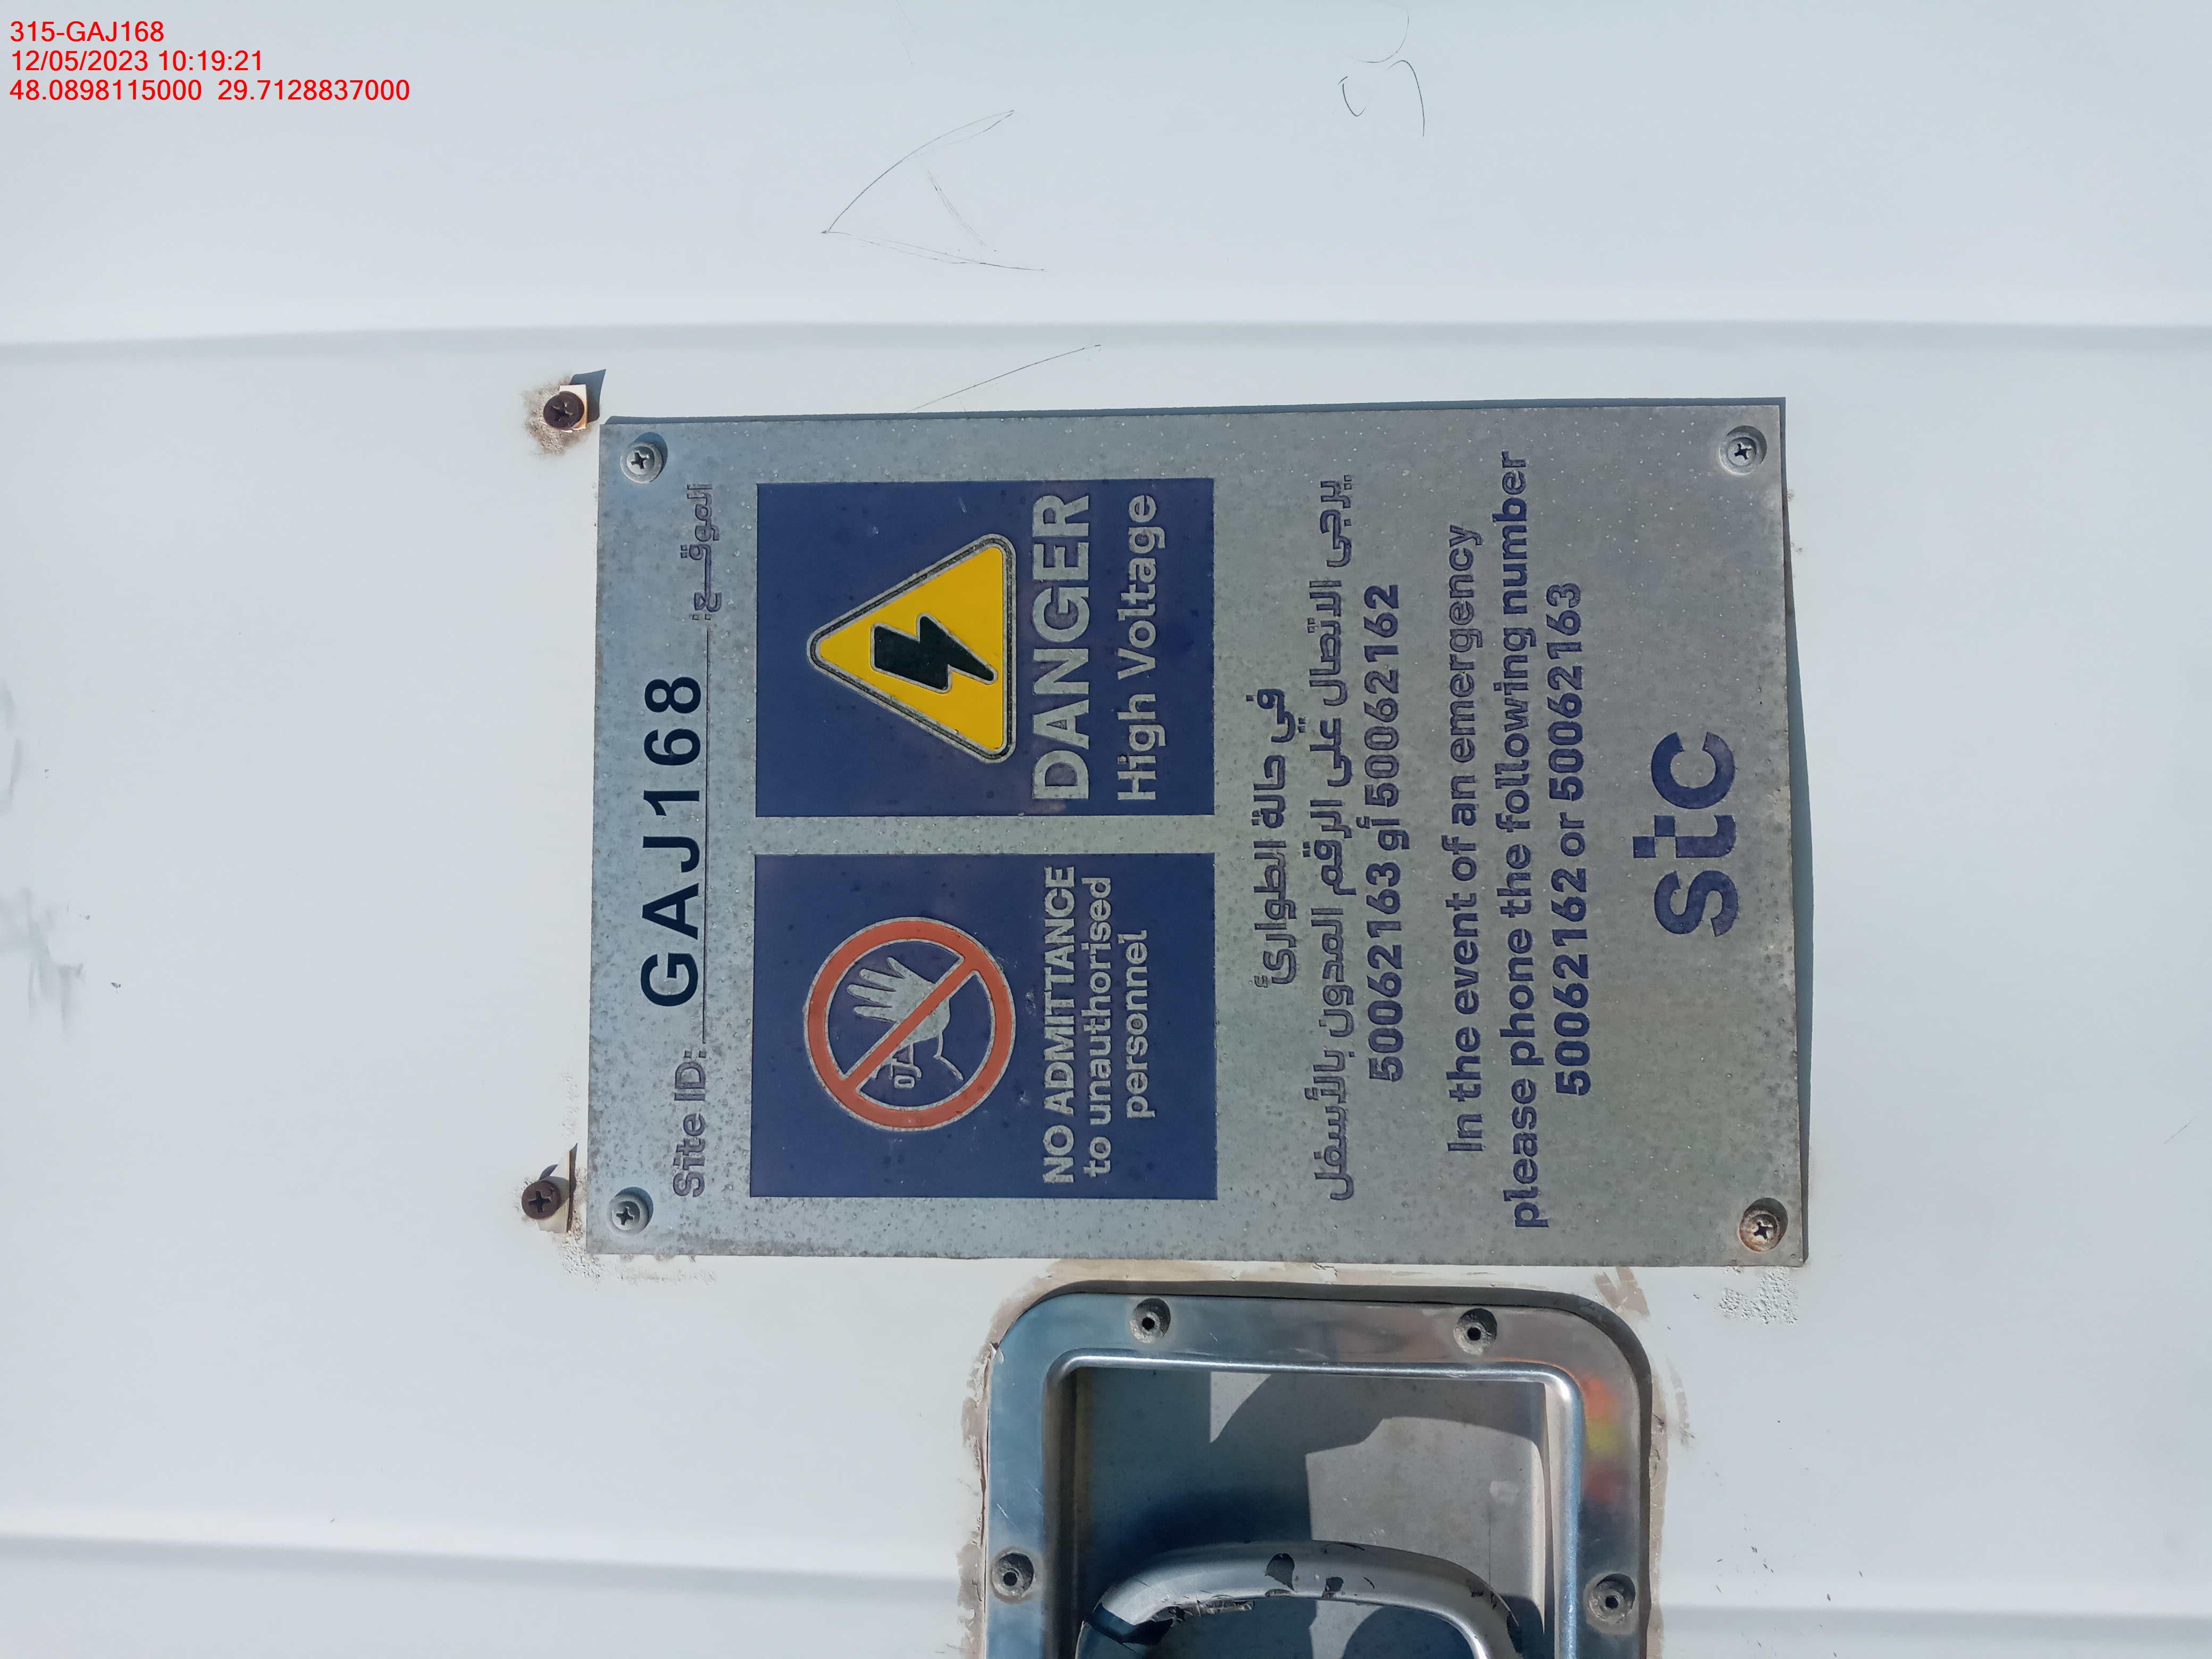 315-GAJ168
12/05/2023 10:19:21
48.0898115000 29.7128837000
Site ID: GAJ168 الموقـــع:
NO ADMITTANCE
to unauthorised
personnel
DANGER
High Voltage
في حالة الطوارئ
يرجى الاتصال على الرقم المدون بالأسفل
50062163 أو 50062162
In the event of an emergency
please phone the following number
50062162 or 50062163
stc